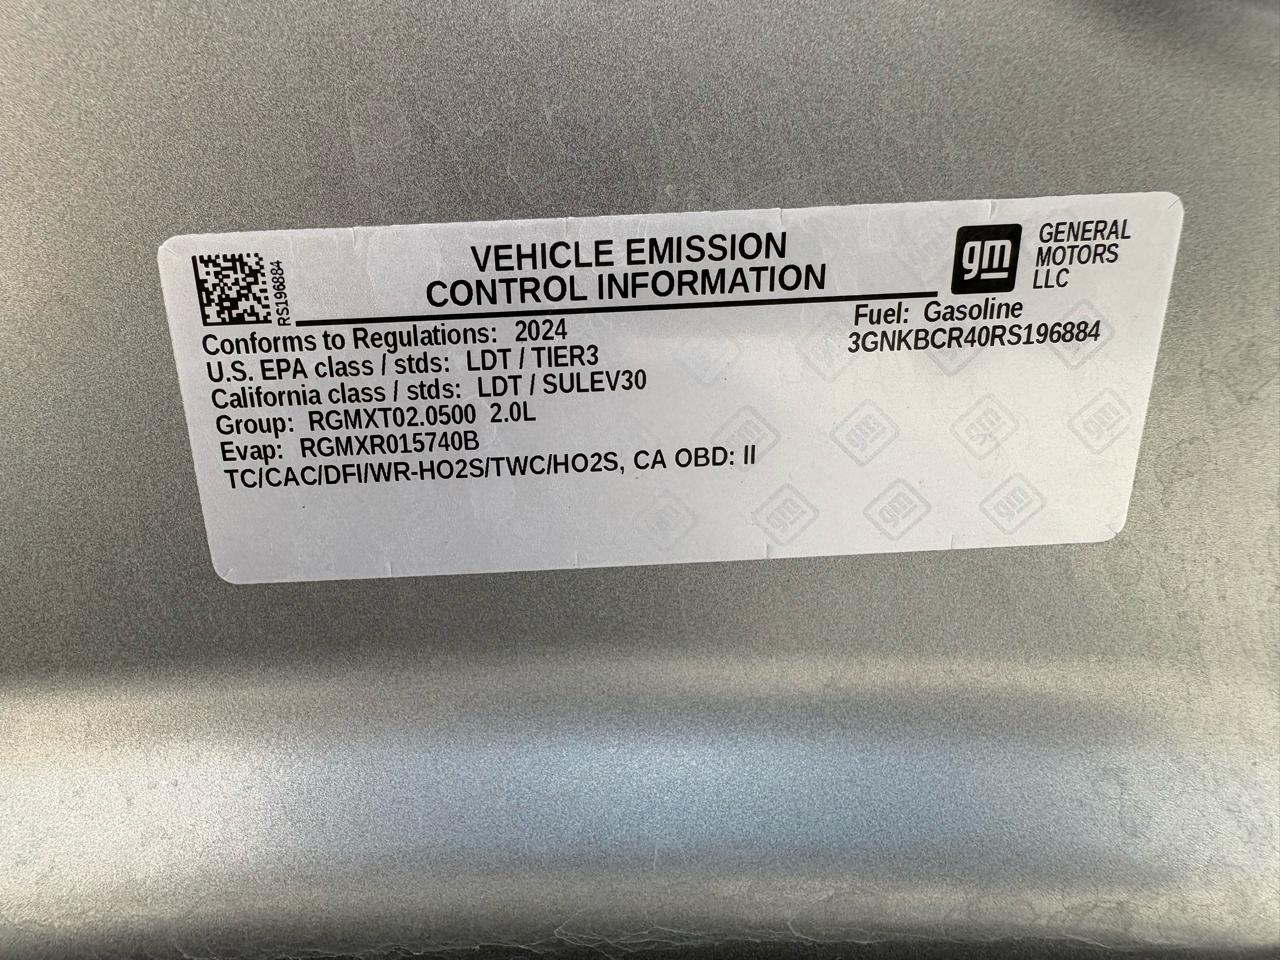 VEHICLE EMISSION
CONTROL INFORMATION
gm
GENERAL
MOTORS
LLC
RS196884
Conforms to Regulations: 2024
U.S. EPA class / stds: LDT / TIER3
California class / stds: LDT / SULEV30
Group: RGMXT02.0500 2.0L
Evap: RGMXR015740B
TC/CAC/DFI/WR-HO2S/TWC/HO2S, CA OBD: II
Fuel: Gasoline
3GNKBCR40RS196884